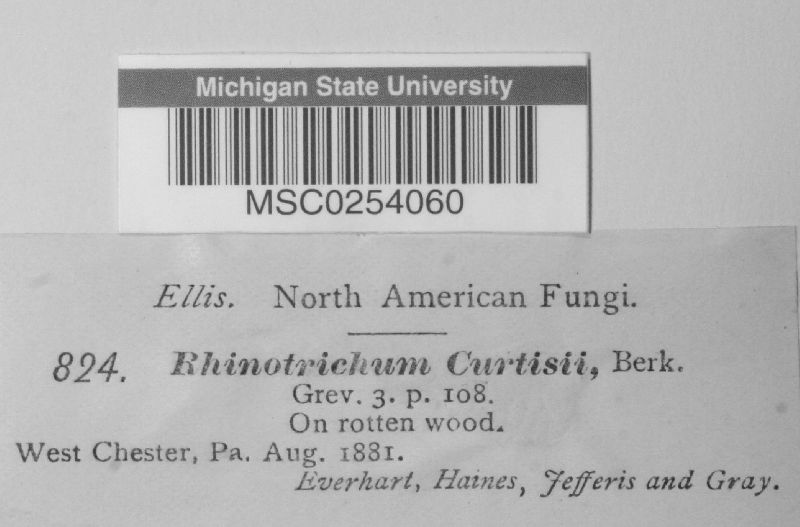 Michigan State University
MSC0254060
Ellis. North American Fungi.
824. Rhinotrichum Curtisii, Berk.
Grev. 3. p. 108.
On rotten wood.
West Chester, Pa. Aug. 1881.
Everhart, Haines, Jefferis and Gray.